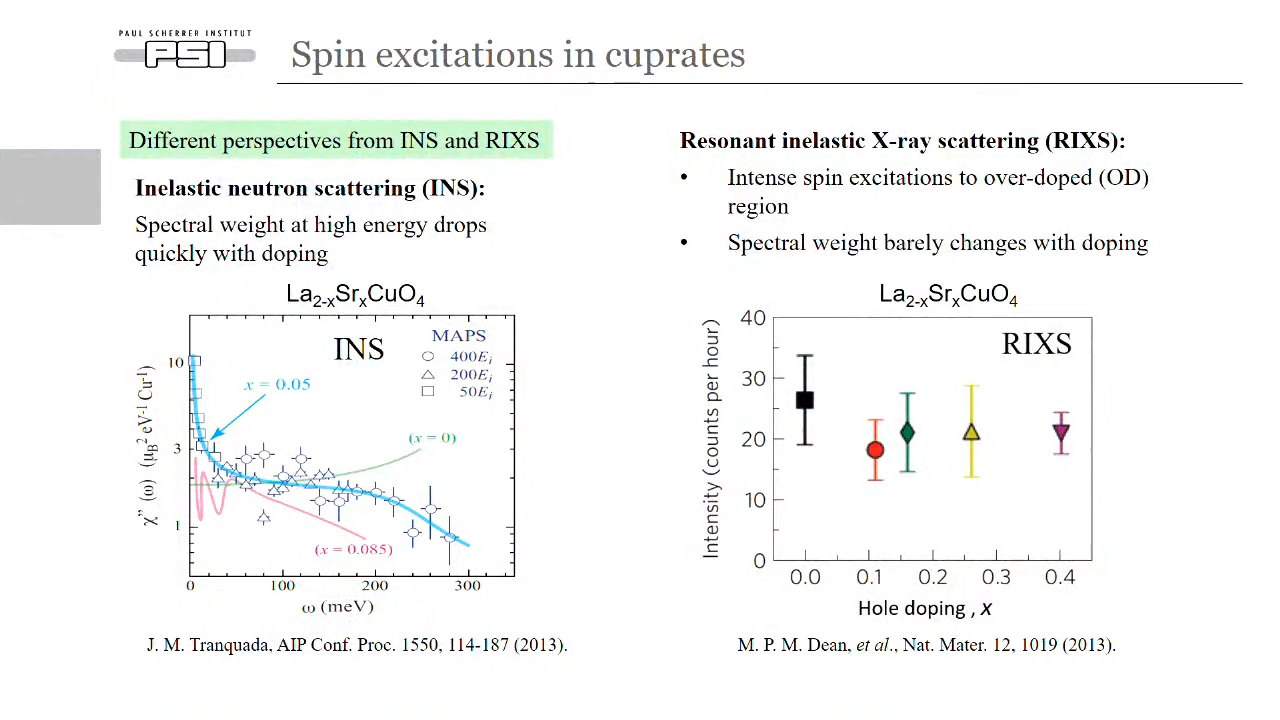 PAUL SCHERRER INSTITUT
PSI
Spin excitations in cuprates
Different perspectives from INS and RIXS
Inelastic neutron scattering (INS):
Spectral weight at high energy drops
quickly with doping
La2-xSrxCuO4
INS
MAPS
400Ei
200Ei
50Ei
x = 0.05
(x = 0)
(x = 0.085)
10
3
1
χ” (ω) (μB2 eV-1 Cu-1)
0 100 200 300
ω (meV)
J. M. Tranquada, AIP Conf. Proc. 1550, 114-187 (2013).
Resonant inelastic X-ray scattering (RIXS):
• Intense spin excitations to over-doped (OD)
region
• Spectral weight barely changes with doping
La2-xSrxCuO4
RIXS
40
30
20
10
0
Intensity (counts per hour)
0.0 0.1 0.2 0.3 0.4
Hole doping , x
M. P. M. Dean, et al., Nat. Mater. 12, 1019 (2013).